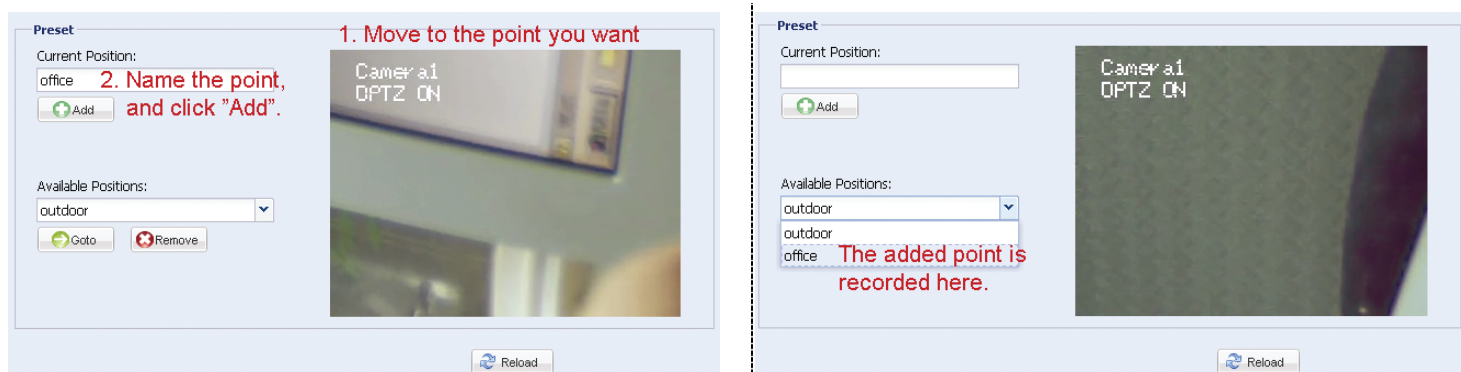 Preset
1. Move to the point you want
Current Position:
office
2. Name the point,
and click ”Add”.
Add
Camera1
DPTZ ON
Available Positions:
outdoor
Goto
Remove
Reload
Preset
Current Position:
Add
Camera1
DPTZ ON
Available Positions:
outdoor
outdoor
office
The added point is
recorded here.
Reload